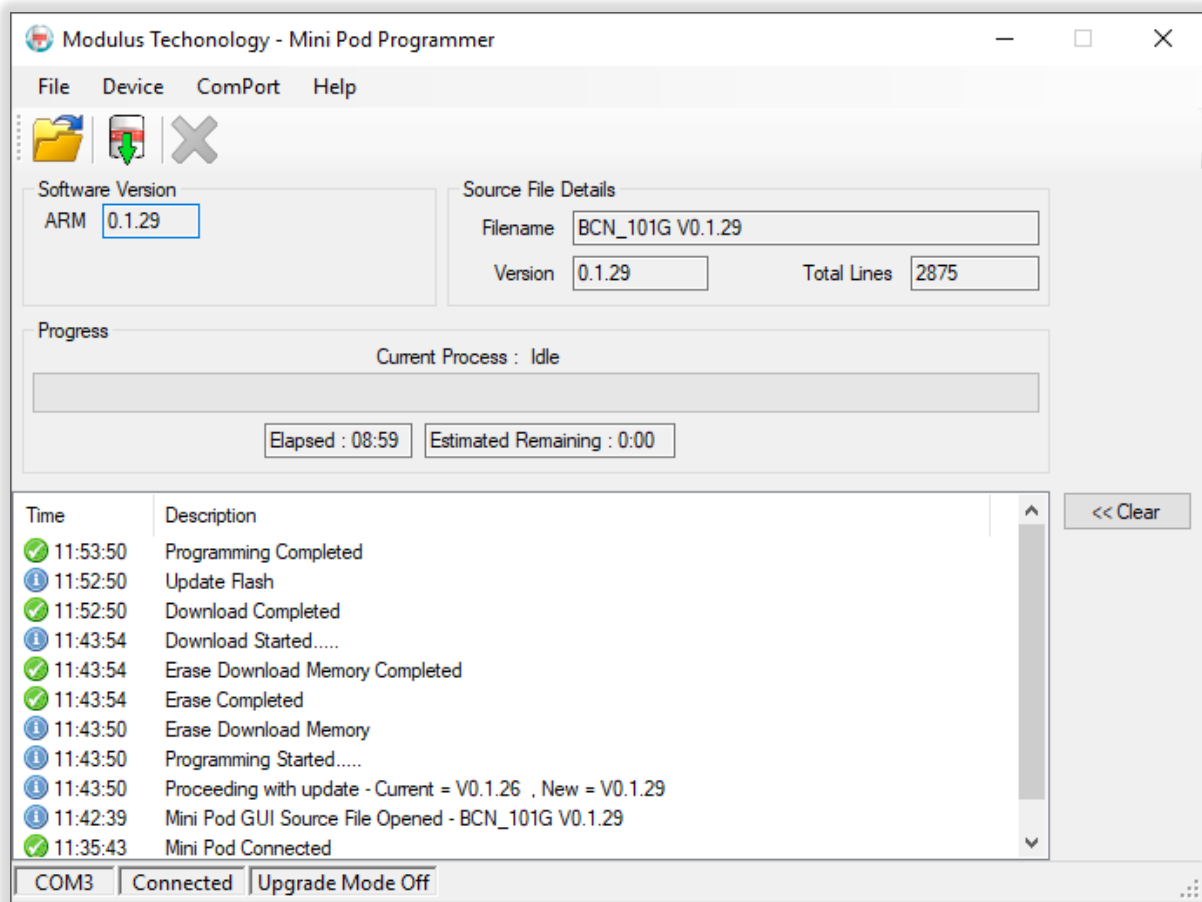 Modulus Techonology - Mini Pod Programmer
File Device ComPort Help
Software Version
ARM 0.1.29
Source File Details
Filename BCN_101G V0.1.29
Version 0.1.29 Total Lines 2875
Progress
Current Process : Idle
Elapsed : 08:59 Estimated Remaining : 0:00
Time Description
<< Clear
11:53:50 Programming Completed
11:52:50 Update Flash
11:52:50 Download Completed
11:43:54 Download Started.....
11:43:54 Erase Download Memory Completed
11:43:54 Erase Completed
11:43:50 Erase Download Memory
11:43:50 Programming Started.....
11:43:50 Proceeding with update - Current = V0.1.26 , New = V0.1.29
11:42:39 Mini Pod GUI Source File Opened - BCN_101G V0.1.29
11:35:43 Mini Pod Connected
COM3 Connected Upgrade Mode Off